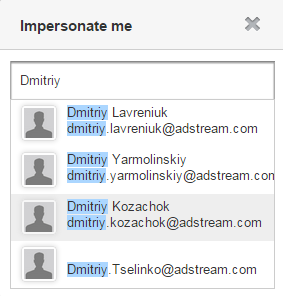 Impersonate me
Dmitriy
Dmitriy Lavreniuk
dmitriy.lavreniuk@adstream.com
Dmitriy Yarmolinskiy
dmitriy.yarmolinskiy@adstream.com
Dmitriy Kozachok
dmitriy.kozachok@adstream.com
Dmitriy.Tselinko@adstream.com